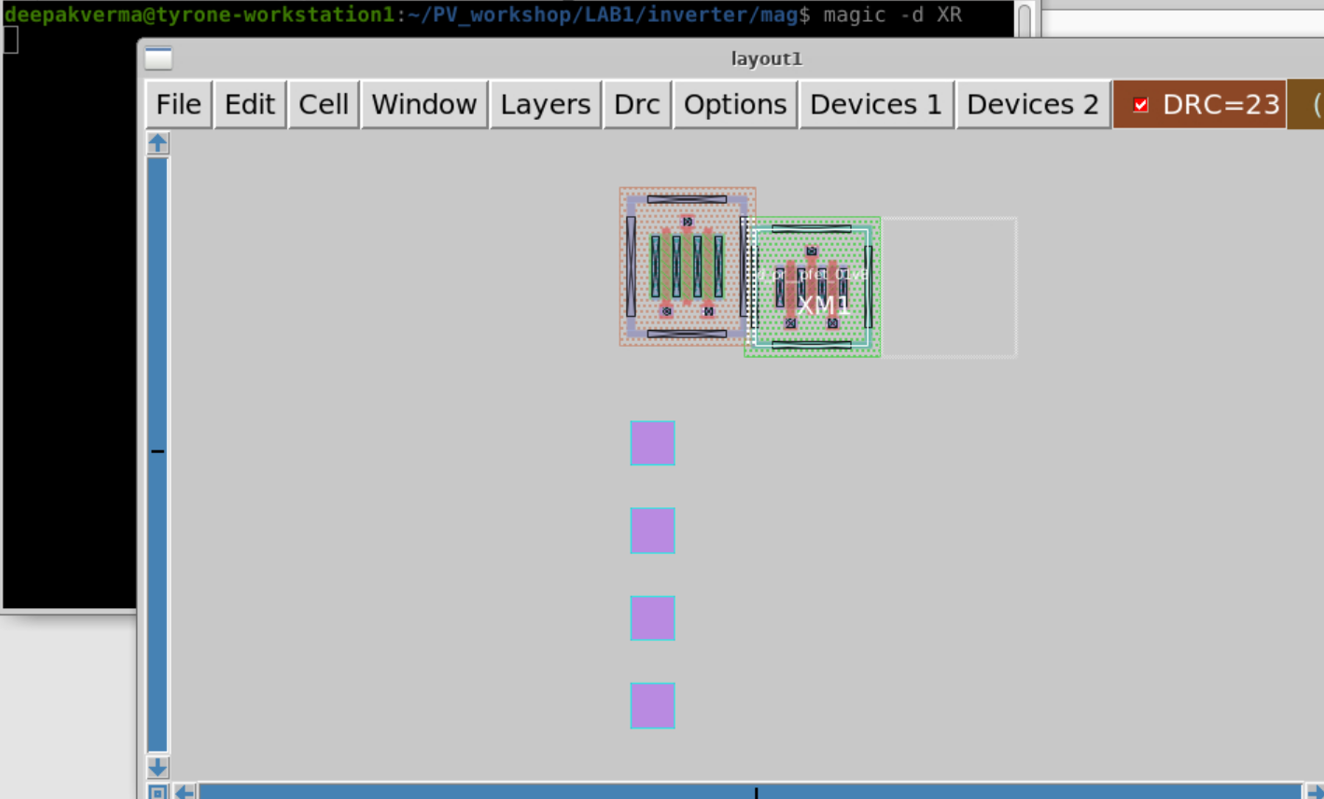 deepakverma@tyrone-workstation1:~/PV_workshop/LAB1/inverter/mag$ magic -d XR
layout1
File Edit Cell Window Layers Drc Options Devices 1 Devices 2 DRC=23 (
XM1